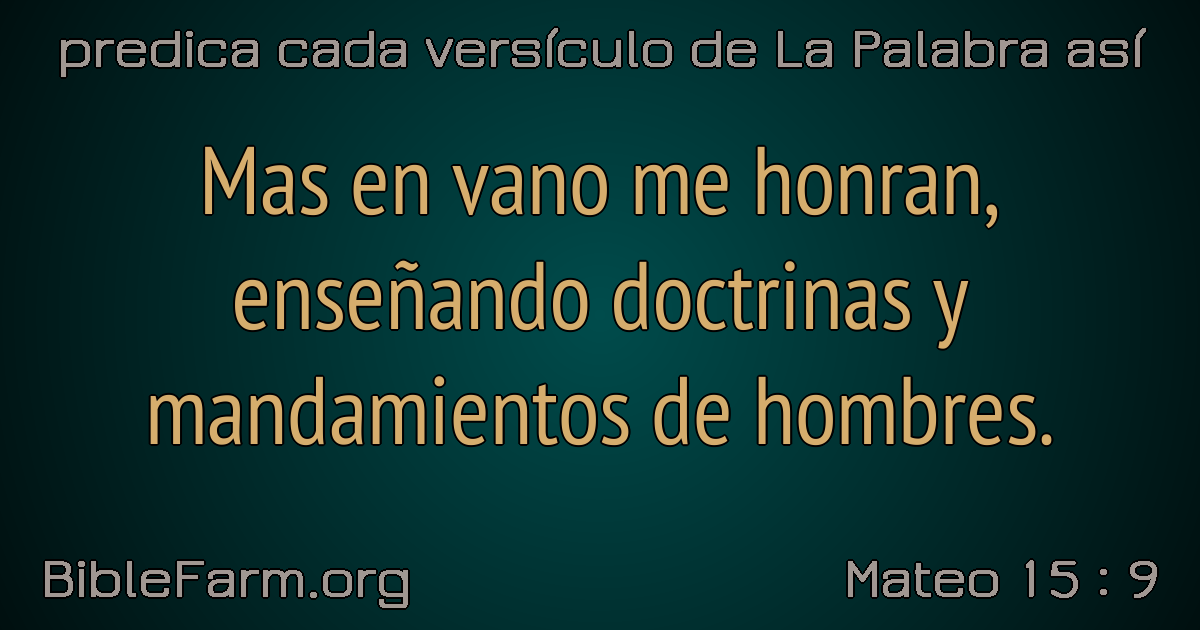 predica cada versículo de La Palabra así
Mas en vano me honran,
enseñando doctrinas y
mandamientos de hombres.
BibleFarm.org
Mateo 15 : 9